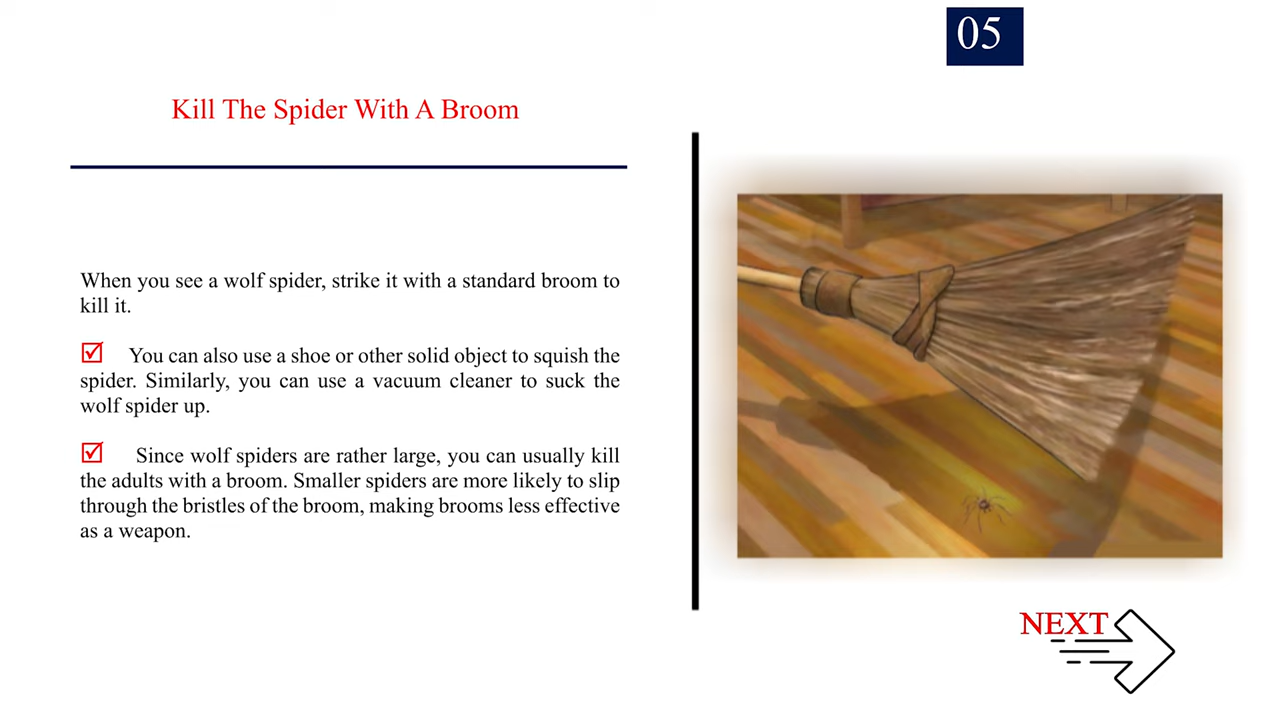 05
Kill The Spider With A Broom
When you see a wolf spider, strike it with a standard broom to
kill it.
You can also use a shoe or other solid object to squish the
spider. Similarly, you can use a vacuum cleaner to suck the
wolf spider up.
Since wolf spiders are rather large, you can usually kill
the adults with a broom. Smaller spiders are more likely to slip
through the bristles of the broom, making brooms less effective
as a weapon.
NEXT